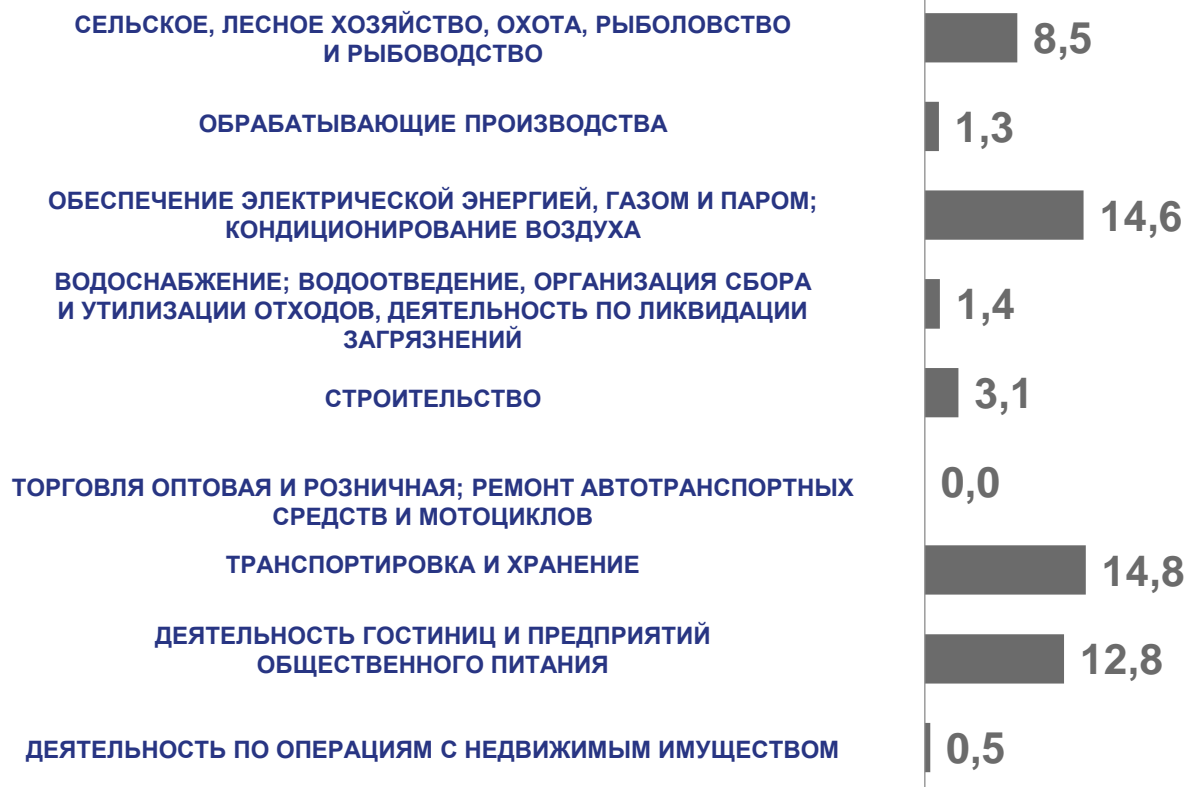 СЕЛЬСКОЕ, ЛЕСНОЕ ХОЗЯЙСТВО, ОХОТА, РЫБОЛОВСТВО
И РЫБОВОДСТВО
8,5
ОБРАБАТЫВАЮЩИЕ ПРОИЗВОДСТВА
1,3
ОБЕСПЕЧЕНИЕ ЭЛЕКТРИЧЕСКОЙ ЭНЕРГИЕЙ, ГАЗОМ И ПАРОМ;
КОНДИЦИОНИРОВАНИЕ ВОЗДУХА
14,6
ВОДОСНАБЖЕНИЕ; ВОДООТВЕДЕНИЕ, ОРГАНИЗАЦИЯ СБОРА
И УТИЛИЗАЦИИ ОТХОДОВ, ДЕЯТЕЛЬНОСТЬ ПО ЛИКВИДАЦИИ
ЗАГРЯЗНЕНИЙ
1,4
СТРОИТЕЛЬСТВО
3,1
ТОРГОВЛЯ ОПТОВАЯ И РОЗНИЧНАЯ; РЕМОНТ АВТОТРАНСПОРТНЫХ
СРЕДСТВ И МОТОЦИКЛОВ
0,0
ТРАНСПОРТИРОВКА И ХРАНЕНИЕ
14,8
ДЕЯТЕЛЬНОСТЬ ГОСТИНИЦ И ПРЕДПРИЯТИЙ
ОБЩЕСТВЕННОГО ПИТАНИЯ
12,8
ДЕЯТЕЛЬНОСТЬ ПО ОПЕРАЦИЯМ С НЕДВИЖИМЫМ ИМУЩЕСТВОМ
0,5